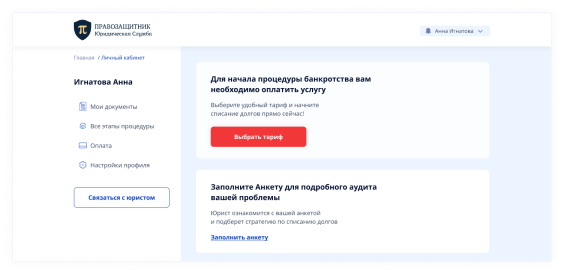 ПРАВОЗАЩИТНИК
Юридическая Служба
Анна Игнатова
Главная / Личный кабинет
Игнатова Анна
Мои документы
Все этапы процедуры
Оплата
Настройки профиля
Связаться с юристом
Для начала процедуры банкротства вам
необходимо оплатить услугу
Выберите удобный тариф и начните
списание долгов прямо сейчас!
Выбрать тариф
Заполните Анкету для подробного аудита
вашей проблемы
Юрист ознакомится с вашей анкетой
и подберет стратегию по списанию долгов
Заполнить анкету